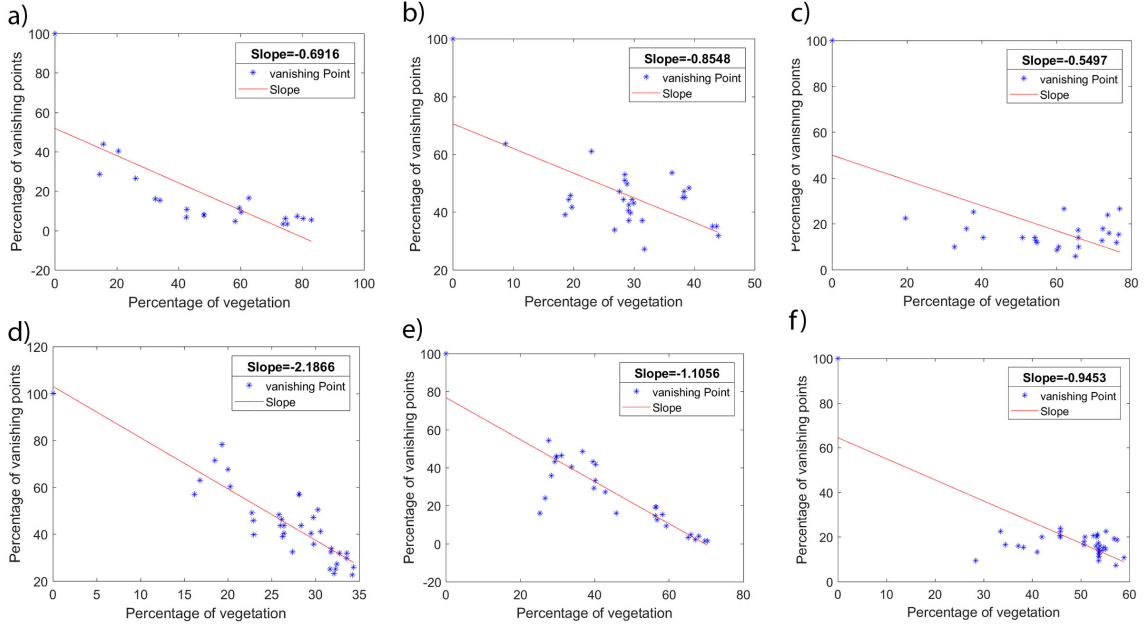 a)
Percentage of vanishing points
100
80
60
40
20
0
-20
0 20 40 60 80 100
Percentage of vegetation
Slope=-0.6916
vanishing Point
Slope
b)
Percentage of vanishing points
100
80
60
40
20
0 10 20 30 40 50
Percentage of vegetation
Slope=-0.8548
vanishing Point
Slope
c)
Percentage of vanishing points
100
80
60
40
20
0
0 20 40 60 80
Percentage of vegetation
Slope=-0.5497
vanishing Point
Slope
d)
Percentage of vanishing points
120
100
80
60
40
20
0 5 10 15 20 25 30 35
Percentage of vegetation
Slope=-2.1866
vanishing Point
Slope
e)
Percentage of vanishing points
100
80
60
40
20
0
-20
0 20 40 60 80
Percentage of vegetation
Slope=-1.1056
vanishing Point
Slope
f)
Percentage of vanishing points
100
80
60
40
20
0
0 10 20 30 40 50 60
Percentage of vegetation
Slope=-0.9453
vanishing Point
Slope